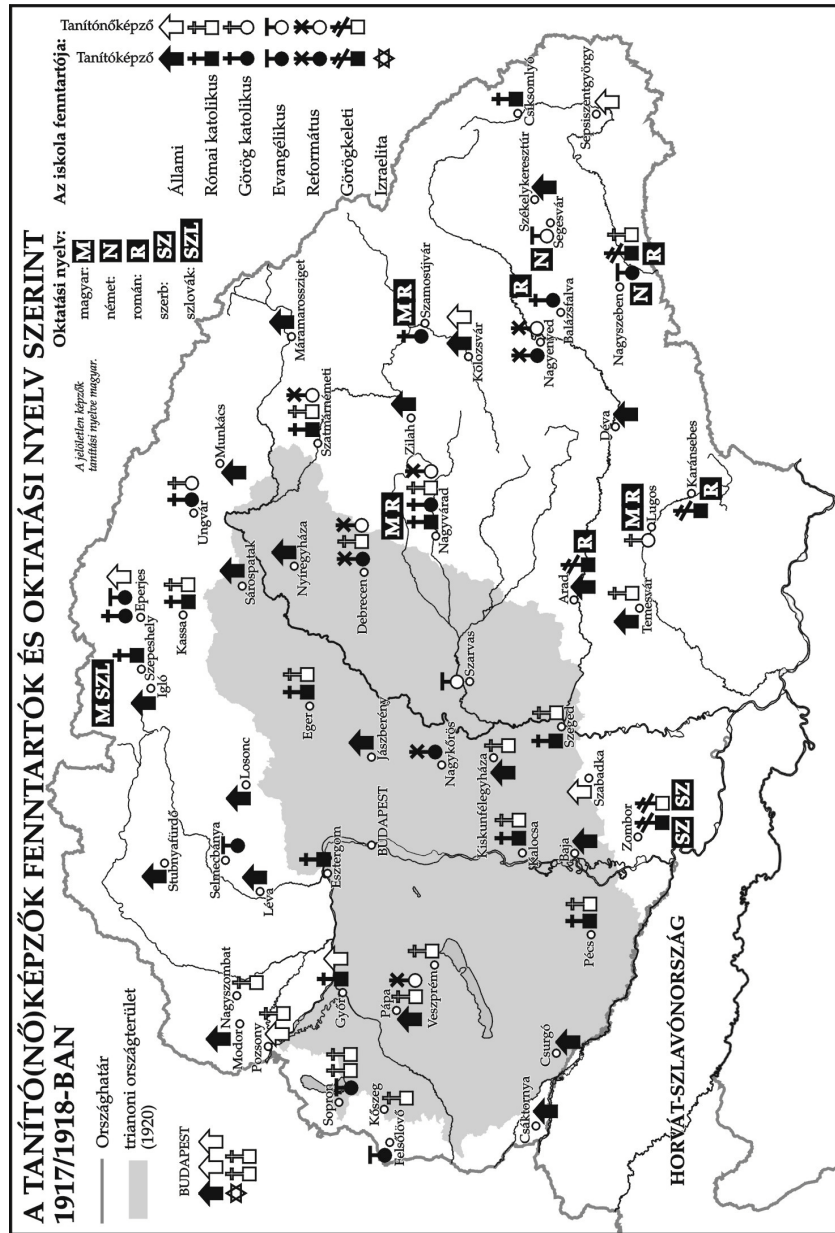 A TANÍTÓ(NŐ)KÉPZŐK FENNTARTÓK ÉS OKTATÁSI NYELV SZERINT
1917/1918-BAN
Országhatár
trianoni országterület
(1920)
BUDAPEST
A jelöletlen képzők
tanítási nyelve magyar.
Oktatási nyelv:
magyar: M
német: N
román: R
szerb: SZ
szlovák: SZL
Az iskola fenntartója:
Tanítóképző
Tanítónőképző
Állami
Római katolikus
Görög katolikus
Evangélikus
Református
Görögkeleti
Izraelita
Modor
Nagyszombat
Pozsony
Stubnyafürdő
Selmecbánya
Léva
Losonc
M SZL
Igló
Szepeshely
Eperjes
Kassa
Ungvár
Munkács
Máramarossziget
Sopron
Kőszeg
Felsőlövő
Győr
Pápa
Veszprém
Esztergom
BUDAPEST
Eger
Jászberény
Nagykőrös
Sárospatak
Nyíregyháza
Debrecen
Szatmárnémeti
Zilah
M R
Nagyvárad
M R
Szamosújvár
Kolozsvár
Nagyenyed
R
Balázsfalva
N
Segesvár
Székelykeresztúr
Csíksomlyó
Sepsiszentgyörgy
Nagyszeben
N
R
Déva
Csáktornya
Csurgó
Pécs
Kalocsa
Kiskunfélegyháza
Baja
Szabadka
Szeged
Szarvas
Arad
R
Temesvár
M R
Lugos
Karánsebes
R
Zombor
SZ
SZ
HORVÁT-SZLAVÓNORSZÁG